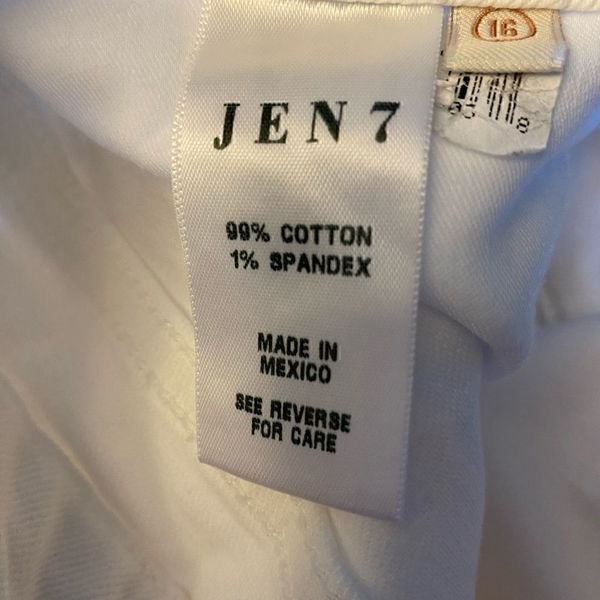 JEN7
99% COTTON
1% SPANDEX
MADE IN
MEXICO
SEE REVERSE
FOR CARE
16